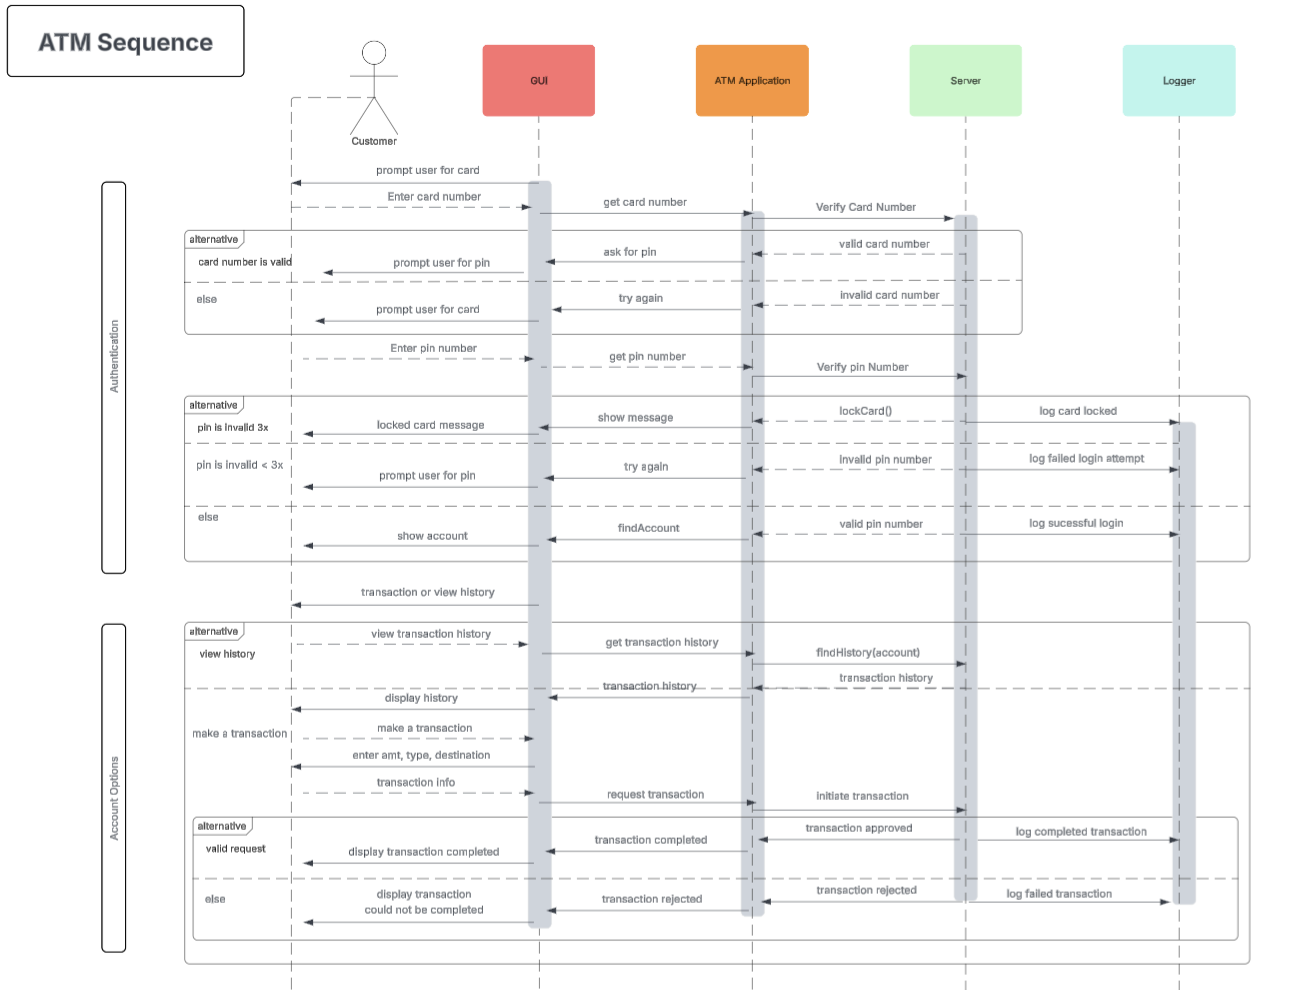 ATM Sequence
Customer
GUI
ATM Application
Server
Logger
Authentication
prompt user for card
Enter card number
get card number
Verify Card Number
alternative
card number is valid
valid card number
ask for pin
prompt user for pin
else
invalid card number
try again
prompt user for card
Enter pin number
get pin number
Verify pin Number
alternative
pin is invalid 3x
lockCard()
log card locked
show message
locked card message
pin is invalid < 3x
invalid pin number
log failed login attempt
try again
prompt user for pin
else
valid pin number
log sucessful login
findAccount
show account
transaction or view history
Account Options
alternative
view history
view transaction history
get transaction history
findHistory(account)
transaction history
transaction history
display history
make a transaction
make a transaction
enter amt, type, destination
transaction info
request transaction
initiate transaction
alternative
valid request
transaction approved
log completed transaction
transaction completed
display transaction completed
else
transaction rejected
log failed transaction
transaction rejected
display transaction
could not be completed